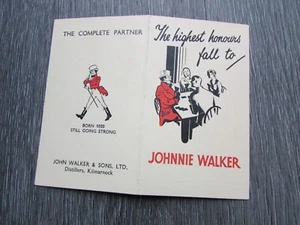 THE COMPLETE PARTNER
BORN 1820
STILL GOING STRONG
JOHN WALKER & SONS, LTD.
Distillers, Kilmarnock
The highest honours
fall to
JOHNNIE WALKER